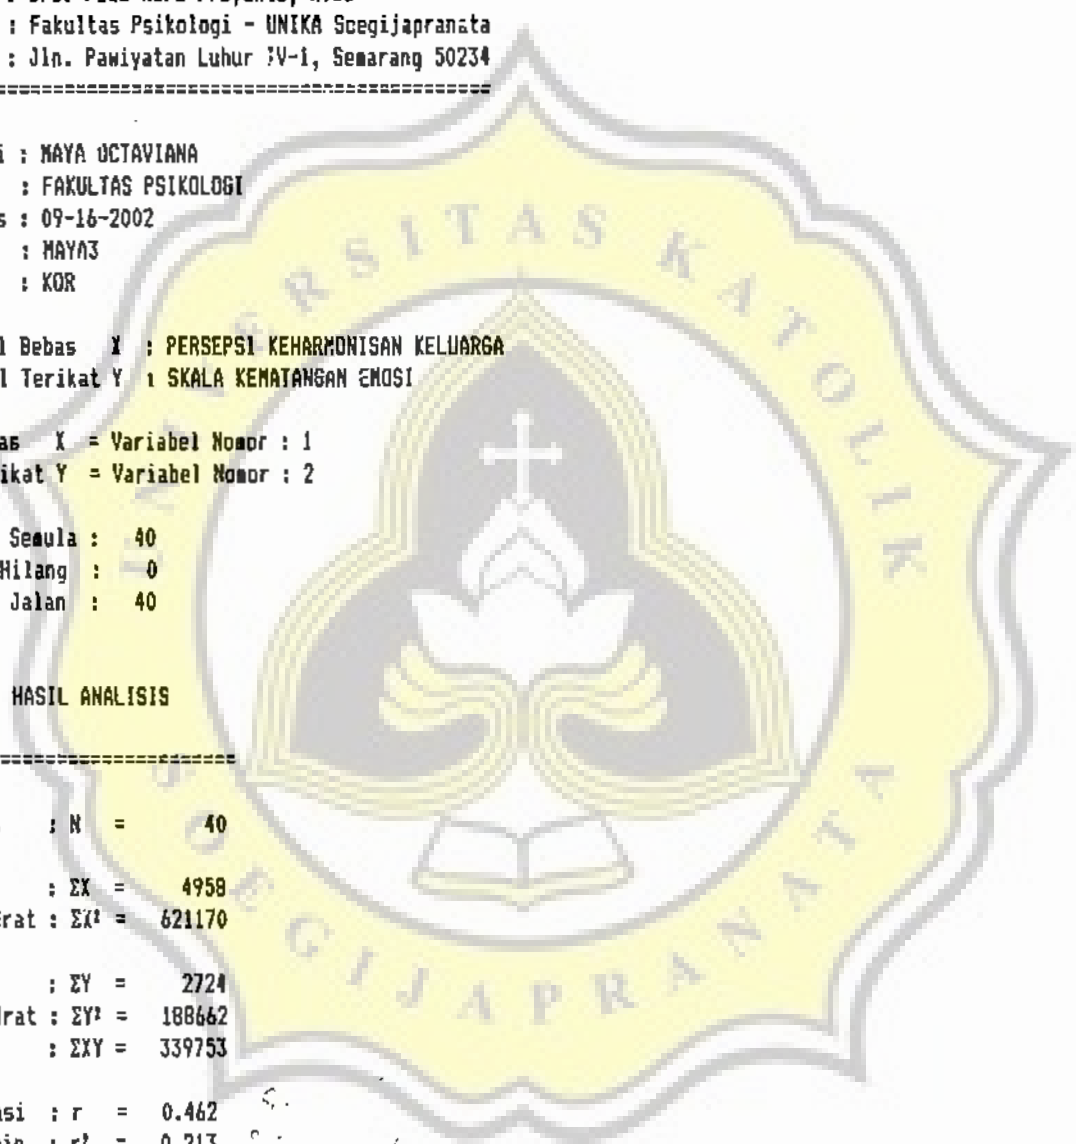 : Fakultas Psikologi - UNIKA Soegijapranata
: Jln. Pawiyatan Luhur IV-1, Semarang 50234
i : MAYA OCTAVIANA
: FAKULTAS PSIKOLOGI
s : 09-16-2002
: MAYA3
: KOR
l Bebas X : PERSEPSI KEHARMONISAN KELUARGA
l Terikat Y : SKALA KEMATANGAN EMOSI
as X = Variabel Nomor : 1
ikat Y = Variabel Nomor : 2
Semula : 40
Hilang : 0
Jalan : 40
HASIL ANALISIS
: N = 40
: ΣX = 4958
rat : ΣX² = 621170
: ΣY = 2724
rat : ΣY² = 188662
: ΣXY = 339753
asi : r = 0.462
: r² = 0.213
UNIVERSITAS KATOLIK
SOEGIJAPRANATA